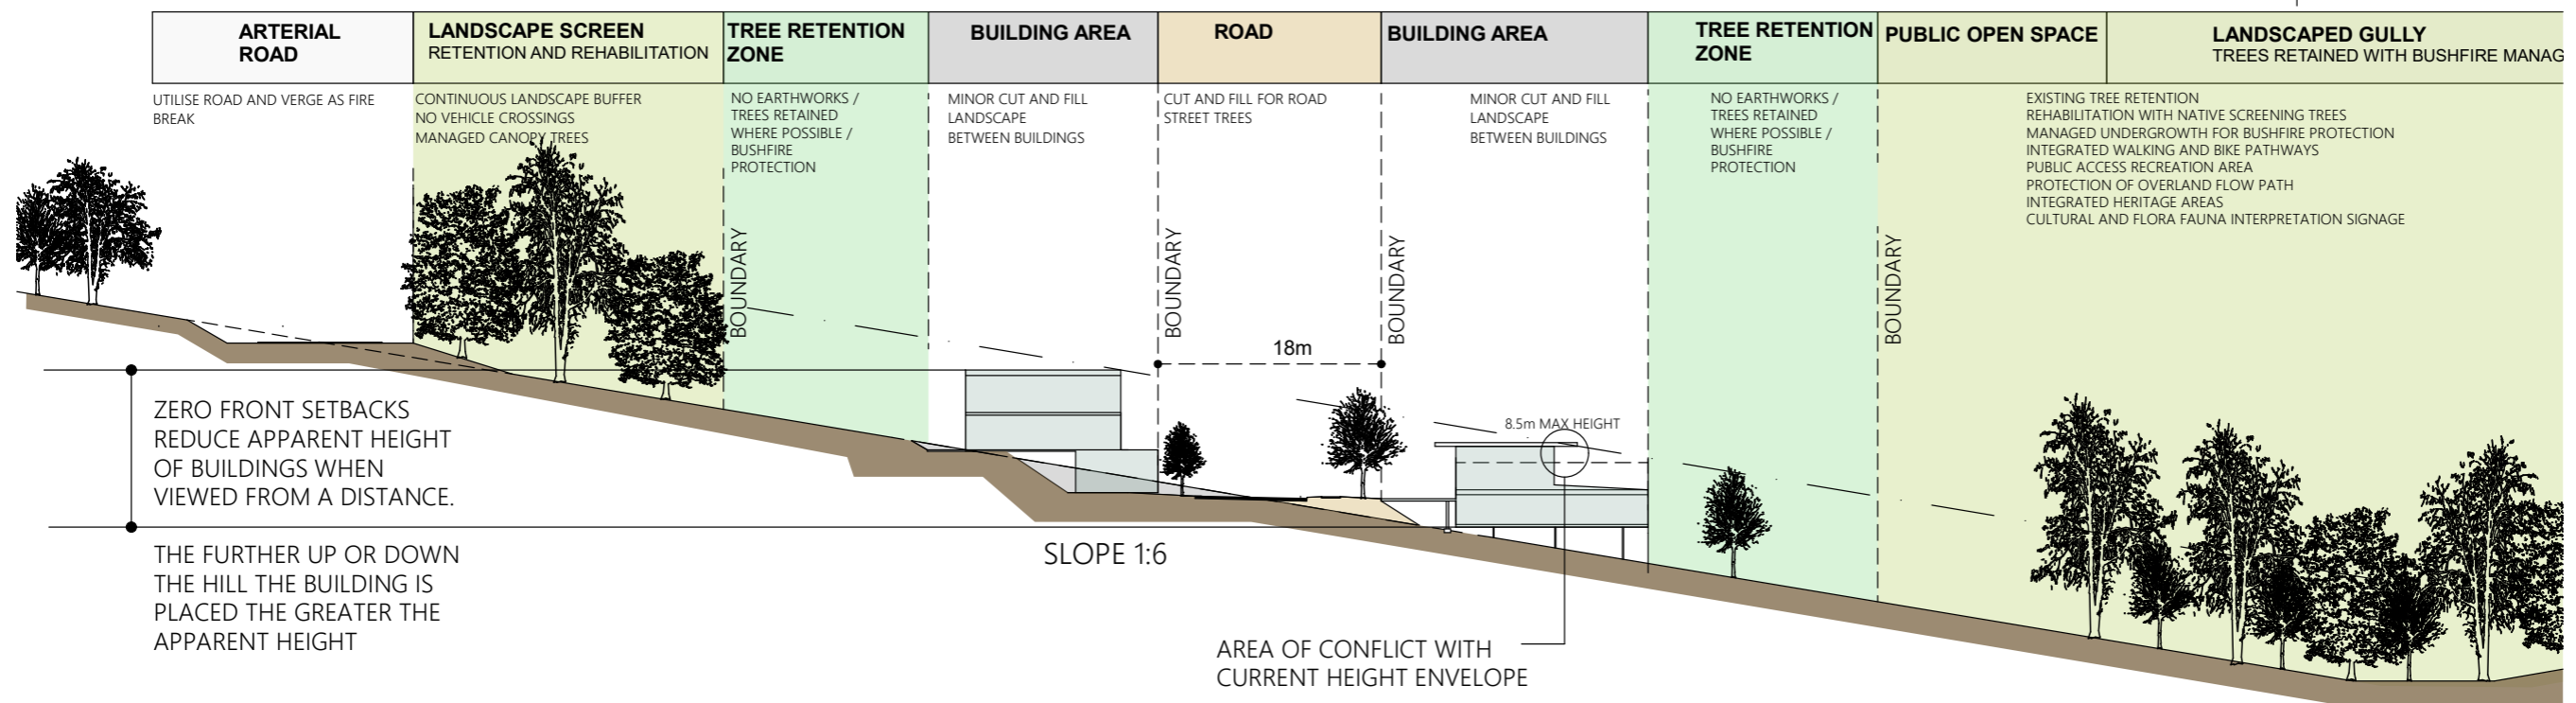 ARTERIAL
ROAD
LANDSCAPE SCREEN
RETENTION AND REHABILITATION
TREE RETENTION
ZONE
BUILDING AREA
ROAD
BUILDING AREA
TREE RETENTION
ZONE
PUBLIC OPEN SPACE
LANDSCAPED GULLY
TREES RETAINED WITH BUSHFIRE MANAG
UTILISE ROAD AND VERGE AS FIRE
BREAK
CONTINUOUS LANDSCAPE BUFFER
NO VEHICLE CROSSINGS
MANAGED CANOPY TREES
NO EARTHWORKS /
TREES RETAINED
WHERE POSSIBLE /
BUSHFIRE
PROTECTION
MINOR CUT AND FILL
LANDSCAPE
BETWEEN BUILDINGS
CUT AND FILL FOR ROAD
STREET TREES
MINOR CUT AND FILL
LANDSCAPE
BETWEEN BUILDINGS
NO EARTHWORKS /
TREES RETAINED
WHERE POSSIBLE /
BUSHFIRE
PROTECTION
EXISTING TREE RETENTION
REHABILITATION WITH NATIVE SCREENING TREES
MANAGED UNDERGROWTH FOR BUSHFIRE PROTECTION
INTEGRATED WALKING AND BIKE PATHWAYS
PUBLIC ACCESS RECREATION AREA
PROTECTION OF OVERLAND FLOW PATH
INTEGRATED HERITAGE AREAS
CULTURAL AND FLORA FAUNA INTERPRETATION SIGNAGE
BOUNDARY
BOUNDARY
BOUNDARY
BOUNDARY
18m
8.5m MAX HEIGHT
ZERO FRONT SETBACKS
REDUCE APPARENT HEIGHT
OF BUILDINGS WHEN
VIEWED FROM A DISTANCE.
THE FURTHER UP OR DOWN
THE HILL THE BUILDING IS
PLACED THE GREATER THE
APPARENT HEIGHT
SLOPE 1:6
AREA OF CONFLICT WITH
CURRENT HEIGHT ENVELOPE